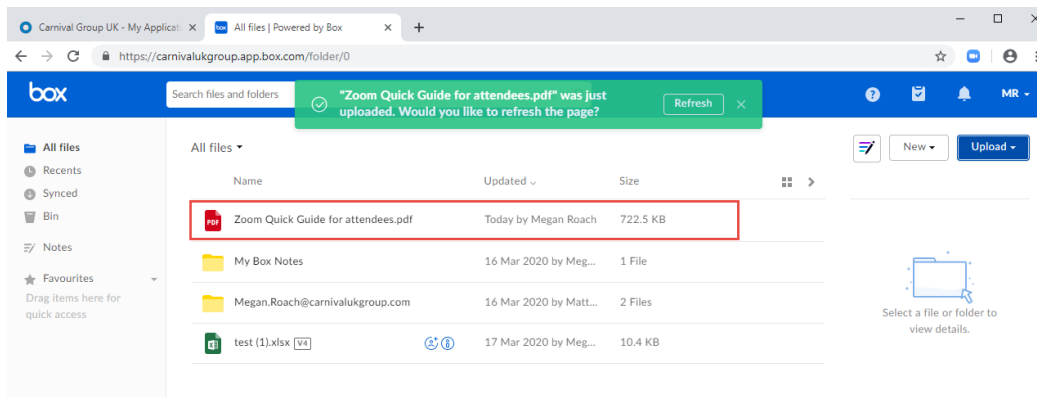 Carnival Group UK - My Applicati
All files | Powered by Box
https://carnivalukgroup.app.box.com/folder/0
box
Search files and folders
"Zoom Quick Guide for attendees.pdf" was just
uploaded. Would you like to refresh the page?
Refresh
MR
All files
Recents
Synced
Bin
Notes
Favourites
Drag items here for
quick access
All files
New
Upload
Name Updated Size
PDF Zoom Quick Guide for attendees.pdf Today by Megan Roach 722.5 KB
My Box Notes 16 Mar 2020 by Meg... 1 File
Megan.Roach@carnivalukgroup.com 16 Mar 2020 by Matt... 2 Files
test (1).xlsx V4 17 Mar 2020 by Meg... 10.4 KB
Select a file or folder to
view details.